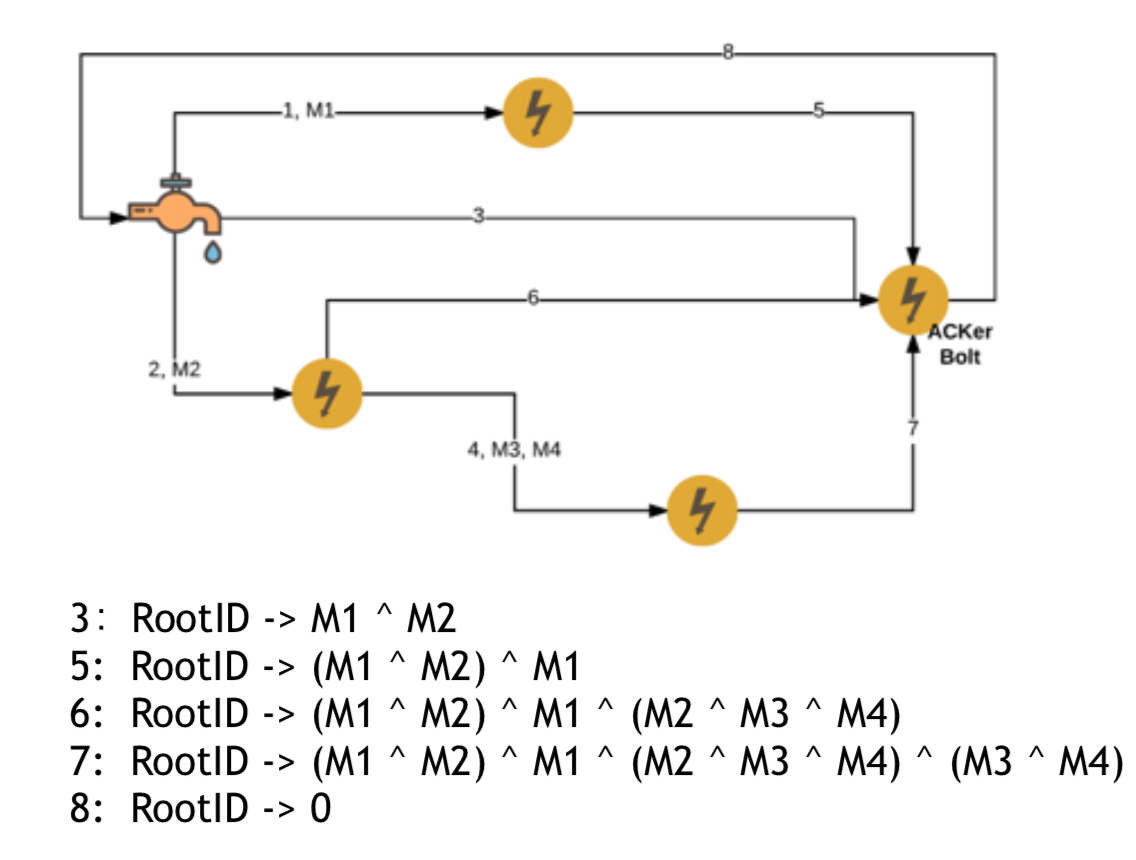 8
1, M1
5
3
6
ACKer
Bolt
2, M2
7
4, M3, M4
3: RootID -> M1 ^ M2
5: RootID -> (M1 ^ M2) ^ M1
6: RootID -> (M1 ^ M2) ^ M1 ^ (M2 ^ M3 ^ M4)
7: RootID -> (M1 ^ M2) ^ M1 ^ (M2 ^ M3 ^ M4) ^ (M3 ^ M4)
8: RootID -> 0